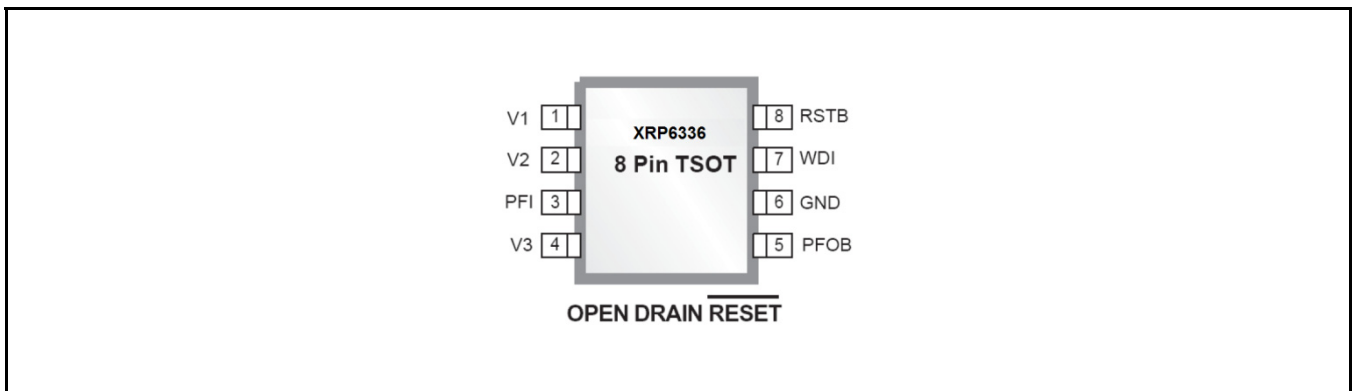 V1 1 XRP6336 8 RSTB
V2 2 8 Pin TSOT 7 WDI
PFI 3 6 GND
V3 4 5 PFOB
OPEN DRAIN RESET